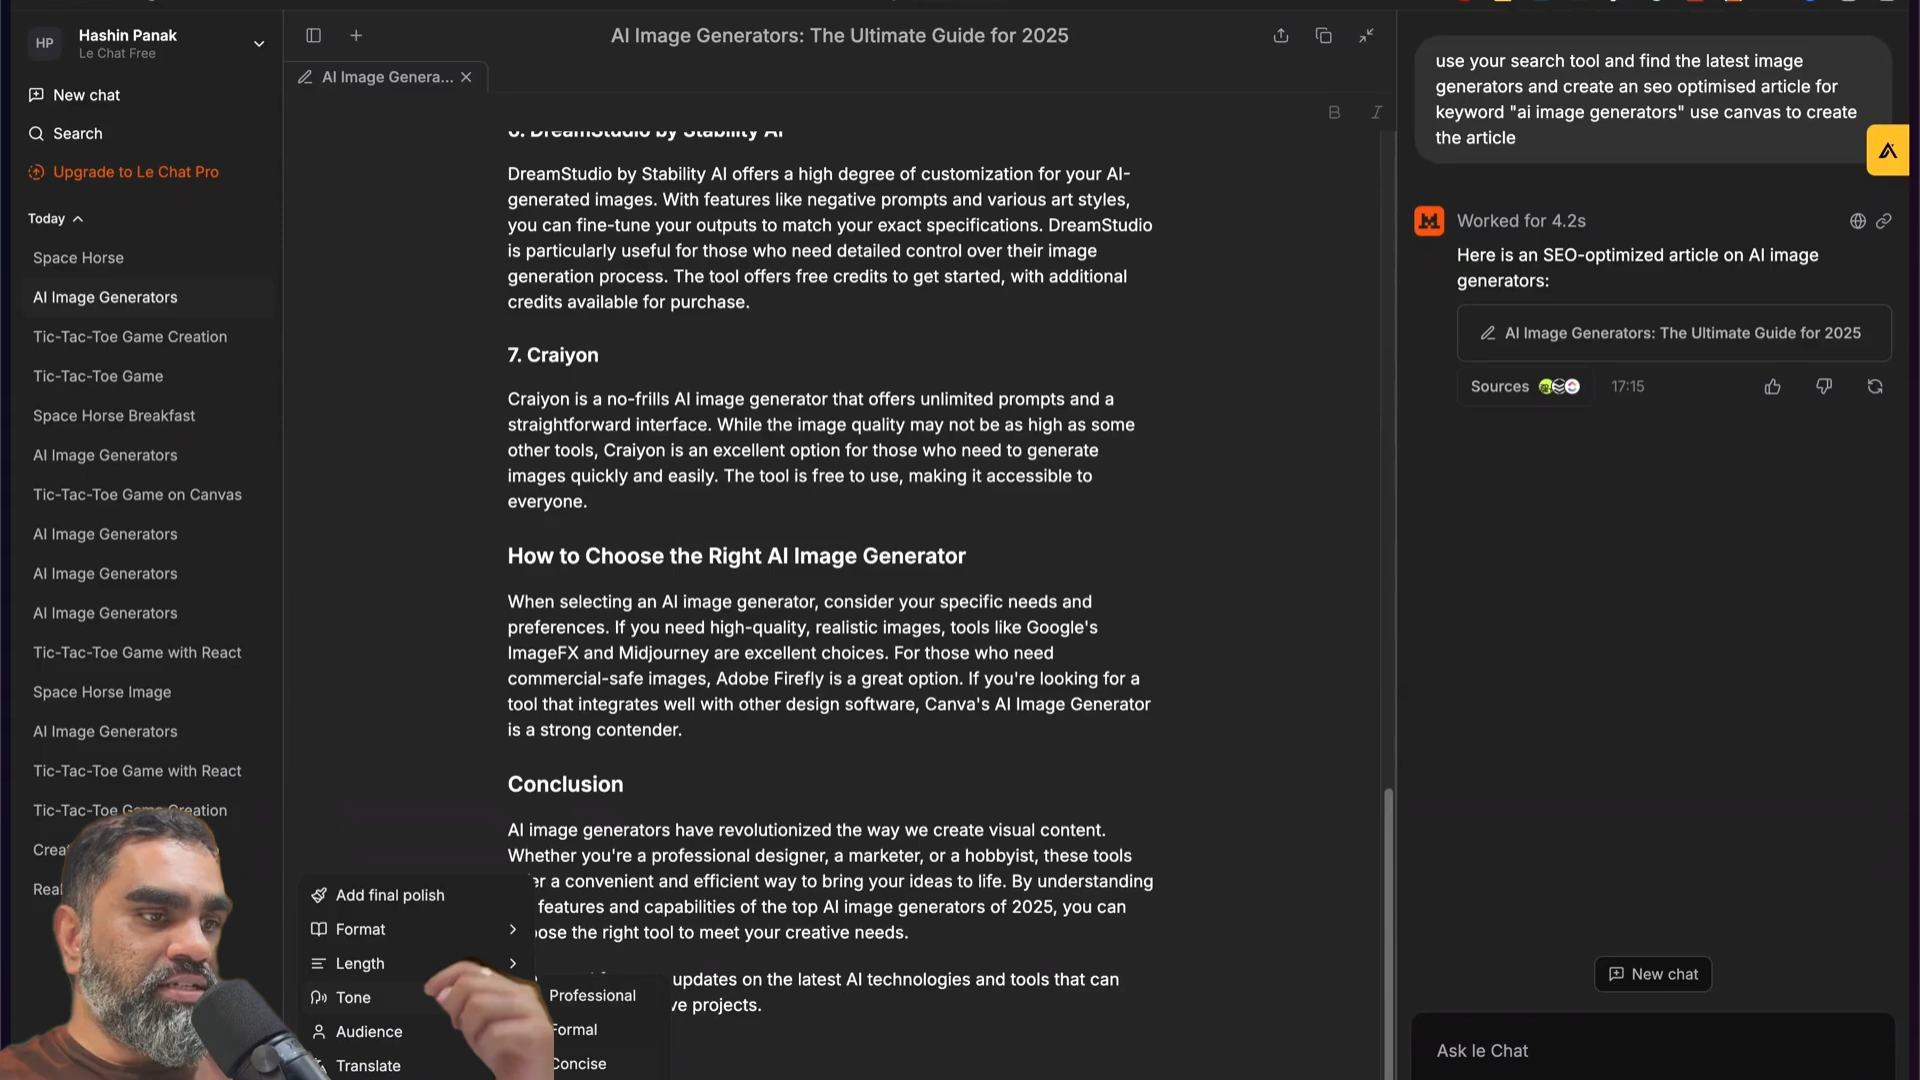 HP
Hashin Panak
Le Chat Free
New chat
Search
Upgrade to Le Chat Pro
Today
Space Horse
AI Image Generators
Tic-Tac-Toe Game Creation
Tic-Tac-Toe Game
Space Horse Breakfast
AI Image Generators
Tic-Tac-Toe Game on Canvas
AI Image Generators
AI Image Generators
AI Image Generators
Tic-Tac-Toe Game with React
Space Horse Image
AI Image Generators
Tic-Tac-Toe Game with React
Tic-Tac-Toe Game Creation
AI Image Generators: The Ultimate Guide for 2025
AI Image Genera...
B I
6. DreamStudio by Stability AI
DreamStudio by Stability AI offers a high degree of customization for your AI-
generated images. With features like negative prompts and various art styles,
you can fine-tune your outputs to match your exact specifications. DreamStudio
is particularly useful for those who need detailed control over their image
generation process. The tool offers free credits to get started, with additional
credits available for purchase.
7. Craiyon
Craiyon is a no-frills AI image generator that offers unlimited prompts and a
straightforward interface. While the image quality may not be as high as some
other tools, Craiyon is an excellent option for those who need to generate
images quickly and easily. The tool is free to use, making it accessible to
everyone.
How to Choose the Right AI Image Generator
When selecting an AI image generator, consider your specific needs and
preferences. If you need high-quality, realistic images, tools like Google's
ImageFX and Midjourney are excellent choices. For those who need
commercial-safe images, Adobe Firefly is a great option. If you're looking for a
tool that integrates well with other design software, Canva's AI Image Generator
is a strong contender.
Conclusion
AI image generators have revolutionized the way we create visual content.
Whether you're a professional designer, a marketer, or a hobbyist, these tools
a convenient and efficient way to bring your ideas to life. By understanding
features and capabilities of the top AI image generators of 2025, you can
the right tool to meet your creative needs.
updates on the latest AI technologies and tools that can
projects.
Add final polish
Format
Length
Tone
Audience
Translate
Professional
Formal
Concise
use your search tool and find the latest image
generators and create an seo optimised article for
keyword "ai image generators" use canvas to create
the article
Worked for 4.2s
Here is an SEO-optimized article on AI image
generators:
AI Image Generators: The Ultimate Guide for 2025
Sources
17:15
New chat
Ask le Chat